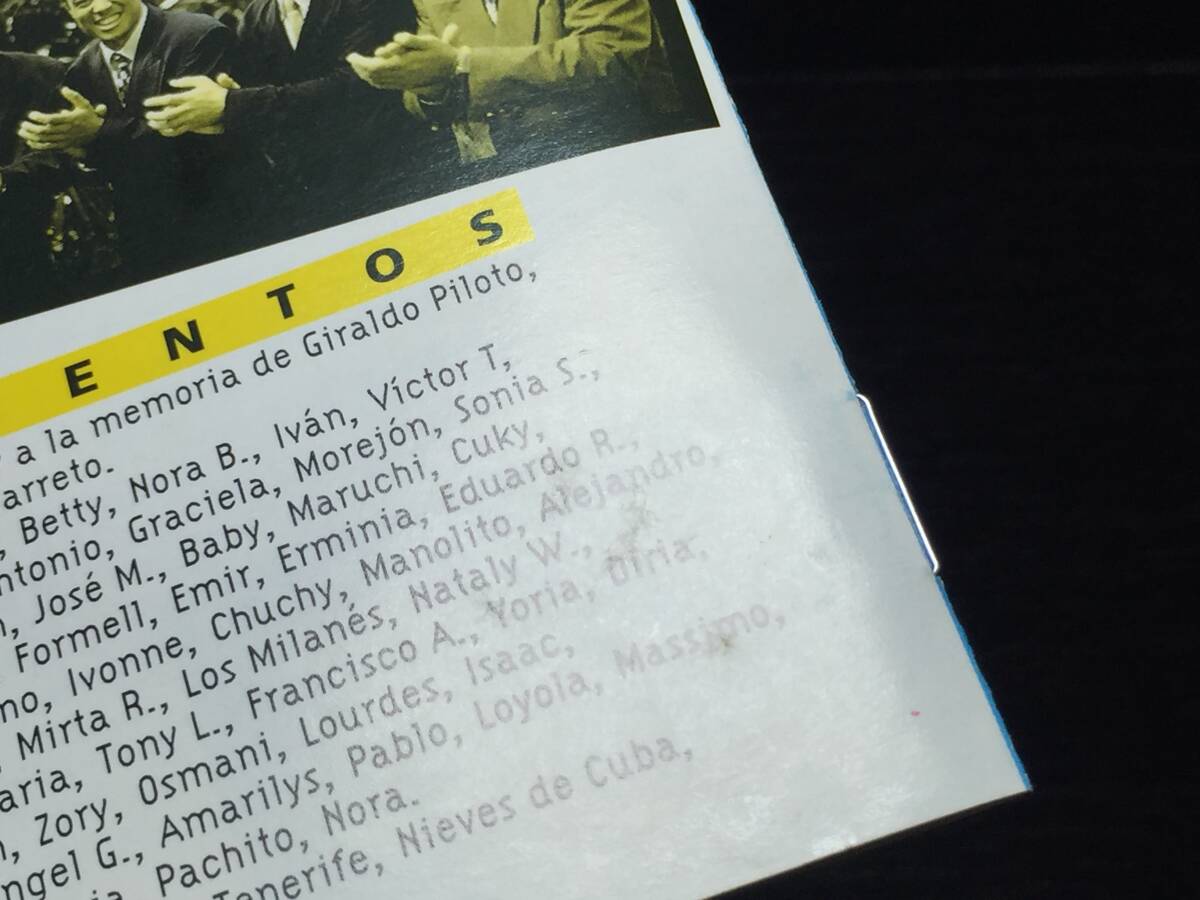 E N T O S
a la memoria de Giraldo Piloto,
arreto.
, Betty, Nora B., Iván, Víctor T,
ntonio, Graciela, Morejón, Sonia S.,
, José M., Baby, Maruchi, Cuky,
Formell, Emir, Erminia, Eduardo R.,
no, Ivonne, Chuchy, Manolito, Alejandro,
Mirta R., Los Milanés, Nataly W., Diria.
aria, Tony L., Francisco A., Yoria,
, Zory, Osmani, Lourdes, Isaac,
ngel G., Amarilys, Pablo, Loyola, Massimo,
Pachito, Nora.
Tenerife, Nieves de Cuba,